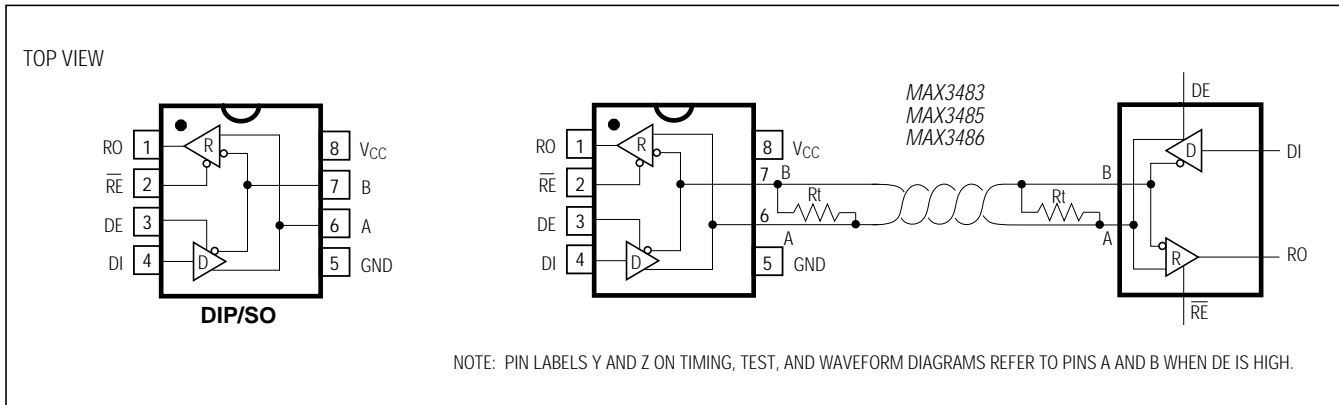 TOP VIEW
RO 1
R
8 VCC
RE 2
7 B
DE 3
6 A
DI 4
D
5 GND
DIP/SO
RO 1
R
8 VCC
RE 2
7 B
Rt
DE 3
6 A
DI 4
D
5 GND
MAX3483
MAX3485
MAX3486
DE
D
DI
B
Rt
A
R
RO
RE
NOTE: PIN LABELS Y AND Z ON TIMING, TEST, AND WAVEFORM DIAGRAMS REFER TO PINS A AND B WHEN DE IS HIGH.